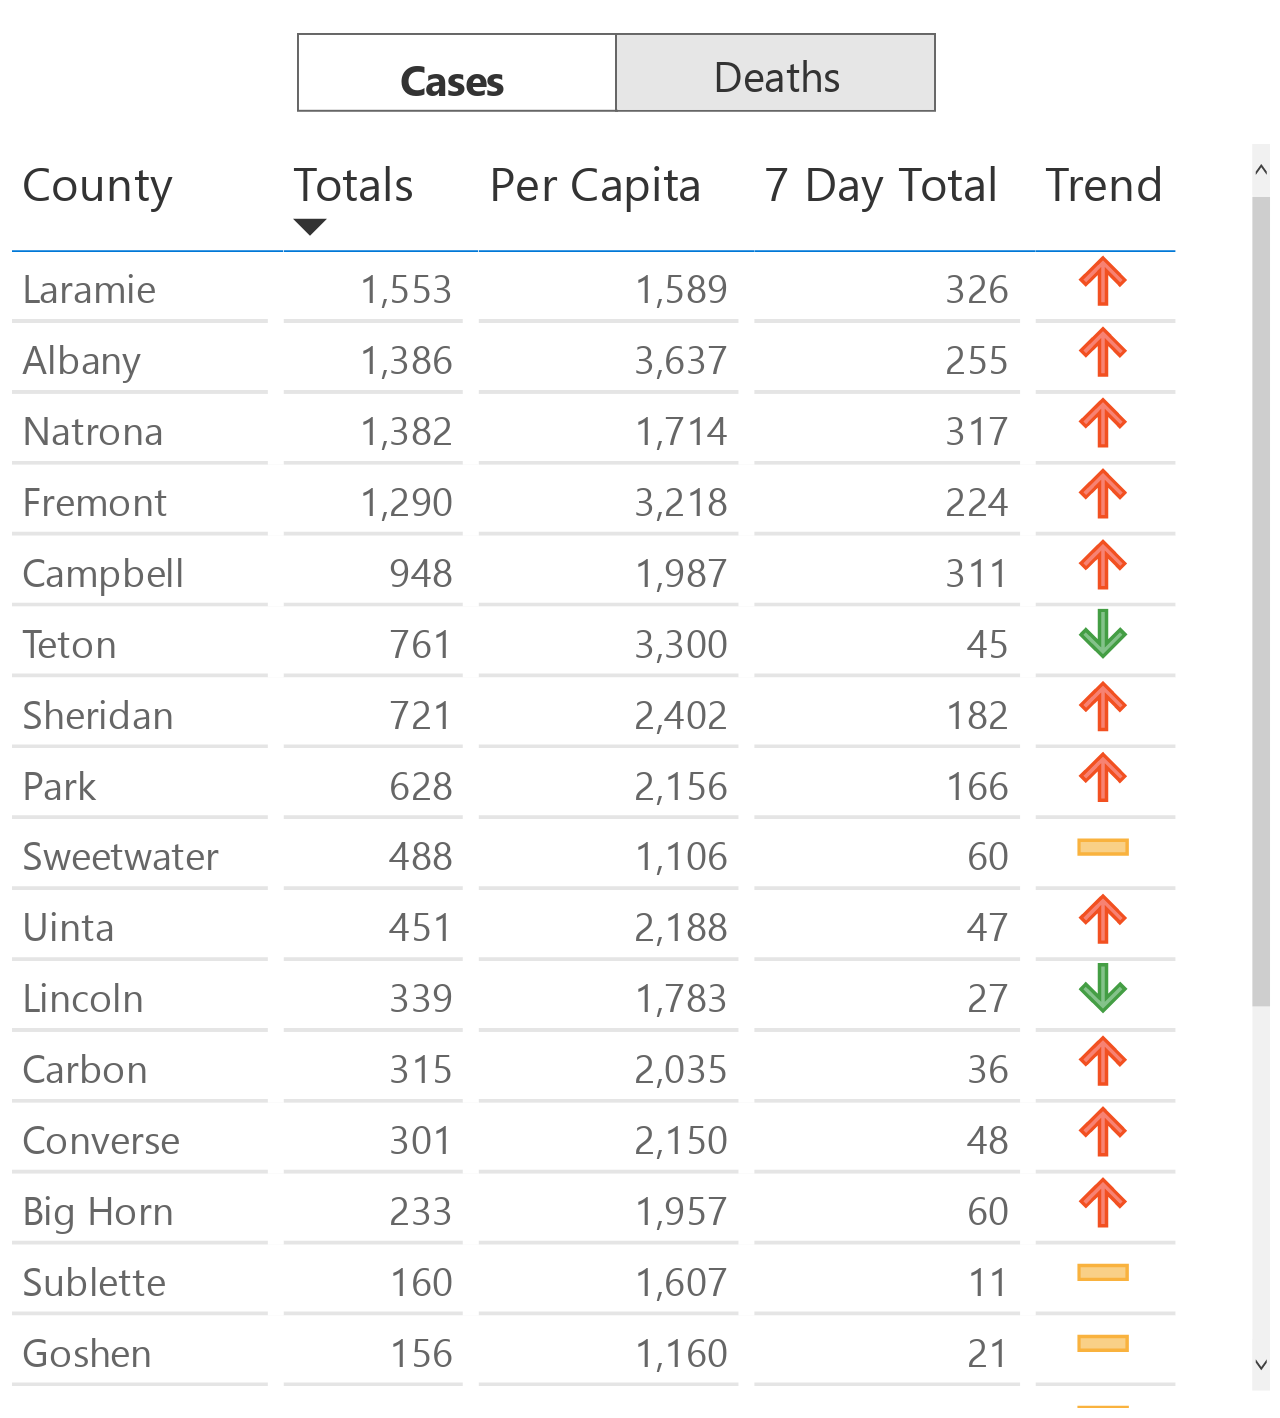 Cases Deaths
County Totals Per Capita 7 Day Total Trend
Laramie 1,553 1,589 326
Albany 1,386 3,637 255
Natrona 1,382 1,714 317
Fremont 1,290 3,218 224
Campbell 948 1,987 311
Teton 761 3,300 45
Sheridan 721 2,402 182
Park 628 2,156 166
Sweetwater 488 1,106 60
Uinta 451 2,188 47
Lincoln 339 1,783 27
Carbon 315 2,035 36
Converse 301 2,150 48
Big Horn 233 1,957 60
Sublette 160 1,607 11
Goshen 156 1,160 21